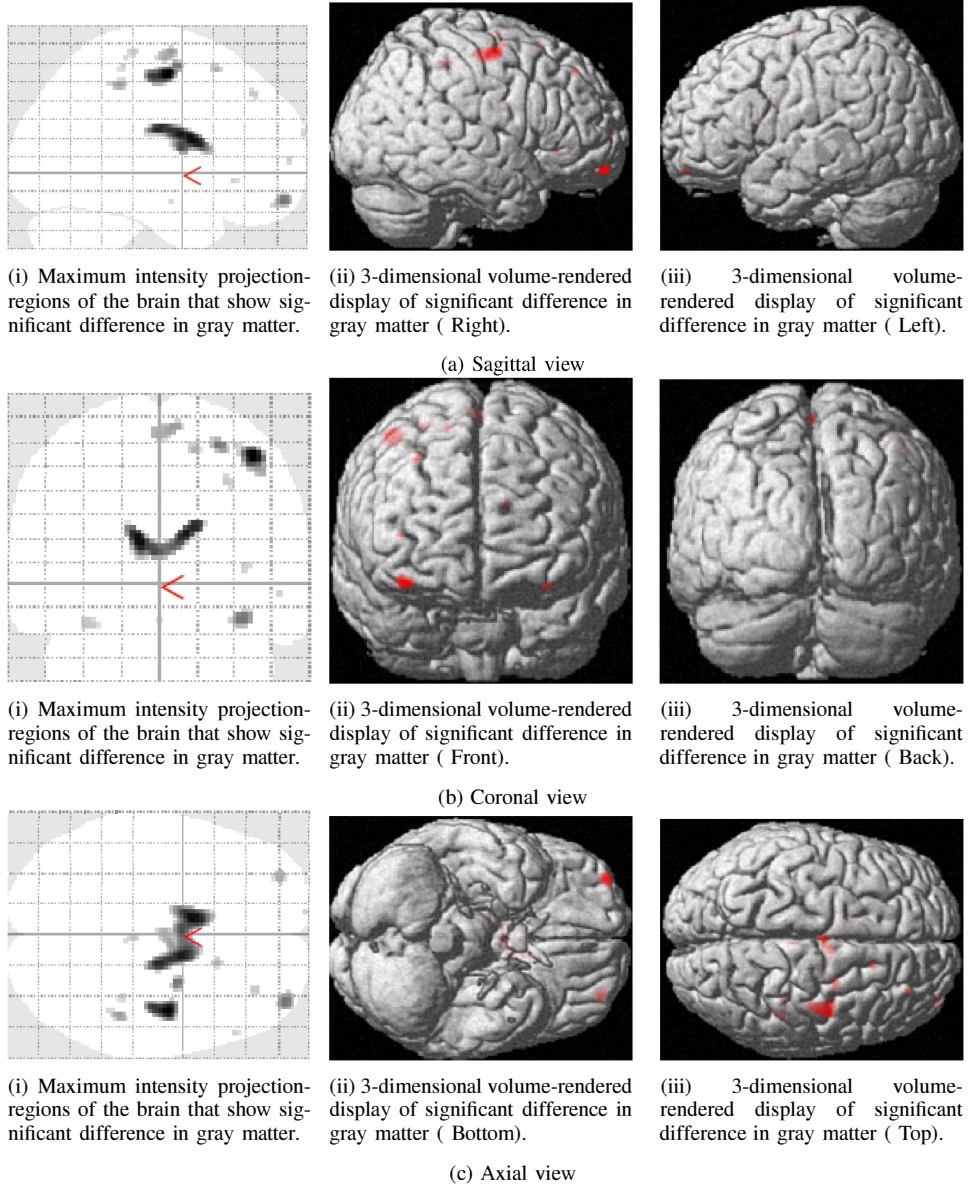 (i) Maximum intensity projection-
regions of the brain that show sig-
nificant difference in gray matter.
(ii) 3-dimensional volume-rendered
display of significant difference in
gray matter ( Right).
(iii) 3-dimensional volume-
rendered display of significant
difference in gray matter ( Left).
(a) Sagittal view
(i) Maximum intensity projection-
regions of the brain that show sig-
nificant difference in gray matter.
(ii) 3-dimensional volume-rendered
display of significant difference in
gray matter ( Front).
(iii) 3-dimensional volume-
rendered display of significant
difference in gray matter ( Back).
(b) Coronal view
(i) Maximum intensity projection-
regions of the brain that show sig-
nificant difference in gray matter.
(ii) 3-dimensional volume-rendered
display of significant difference in
gray matter ( Bottom).
(iii) 3-dimensional volume-
rendered display of significant
difference in gray matter ( Top).
(c) Axial view